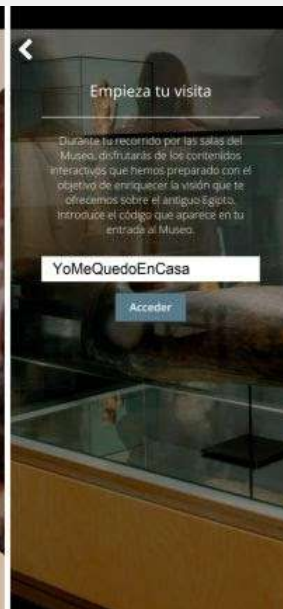 Empieza tu visita
Durante tu recorrido por las salas del
Museo, disfrutarás de los contenidos
interactivos que hemos preparado con el
objetivo de enriquecer la visión que te
ofrecemos sobre el antiguo Egipto.
Introduce el código que aparece en tu
entrada al Museo.
YoMeQuedoEnCasa
Acceder